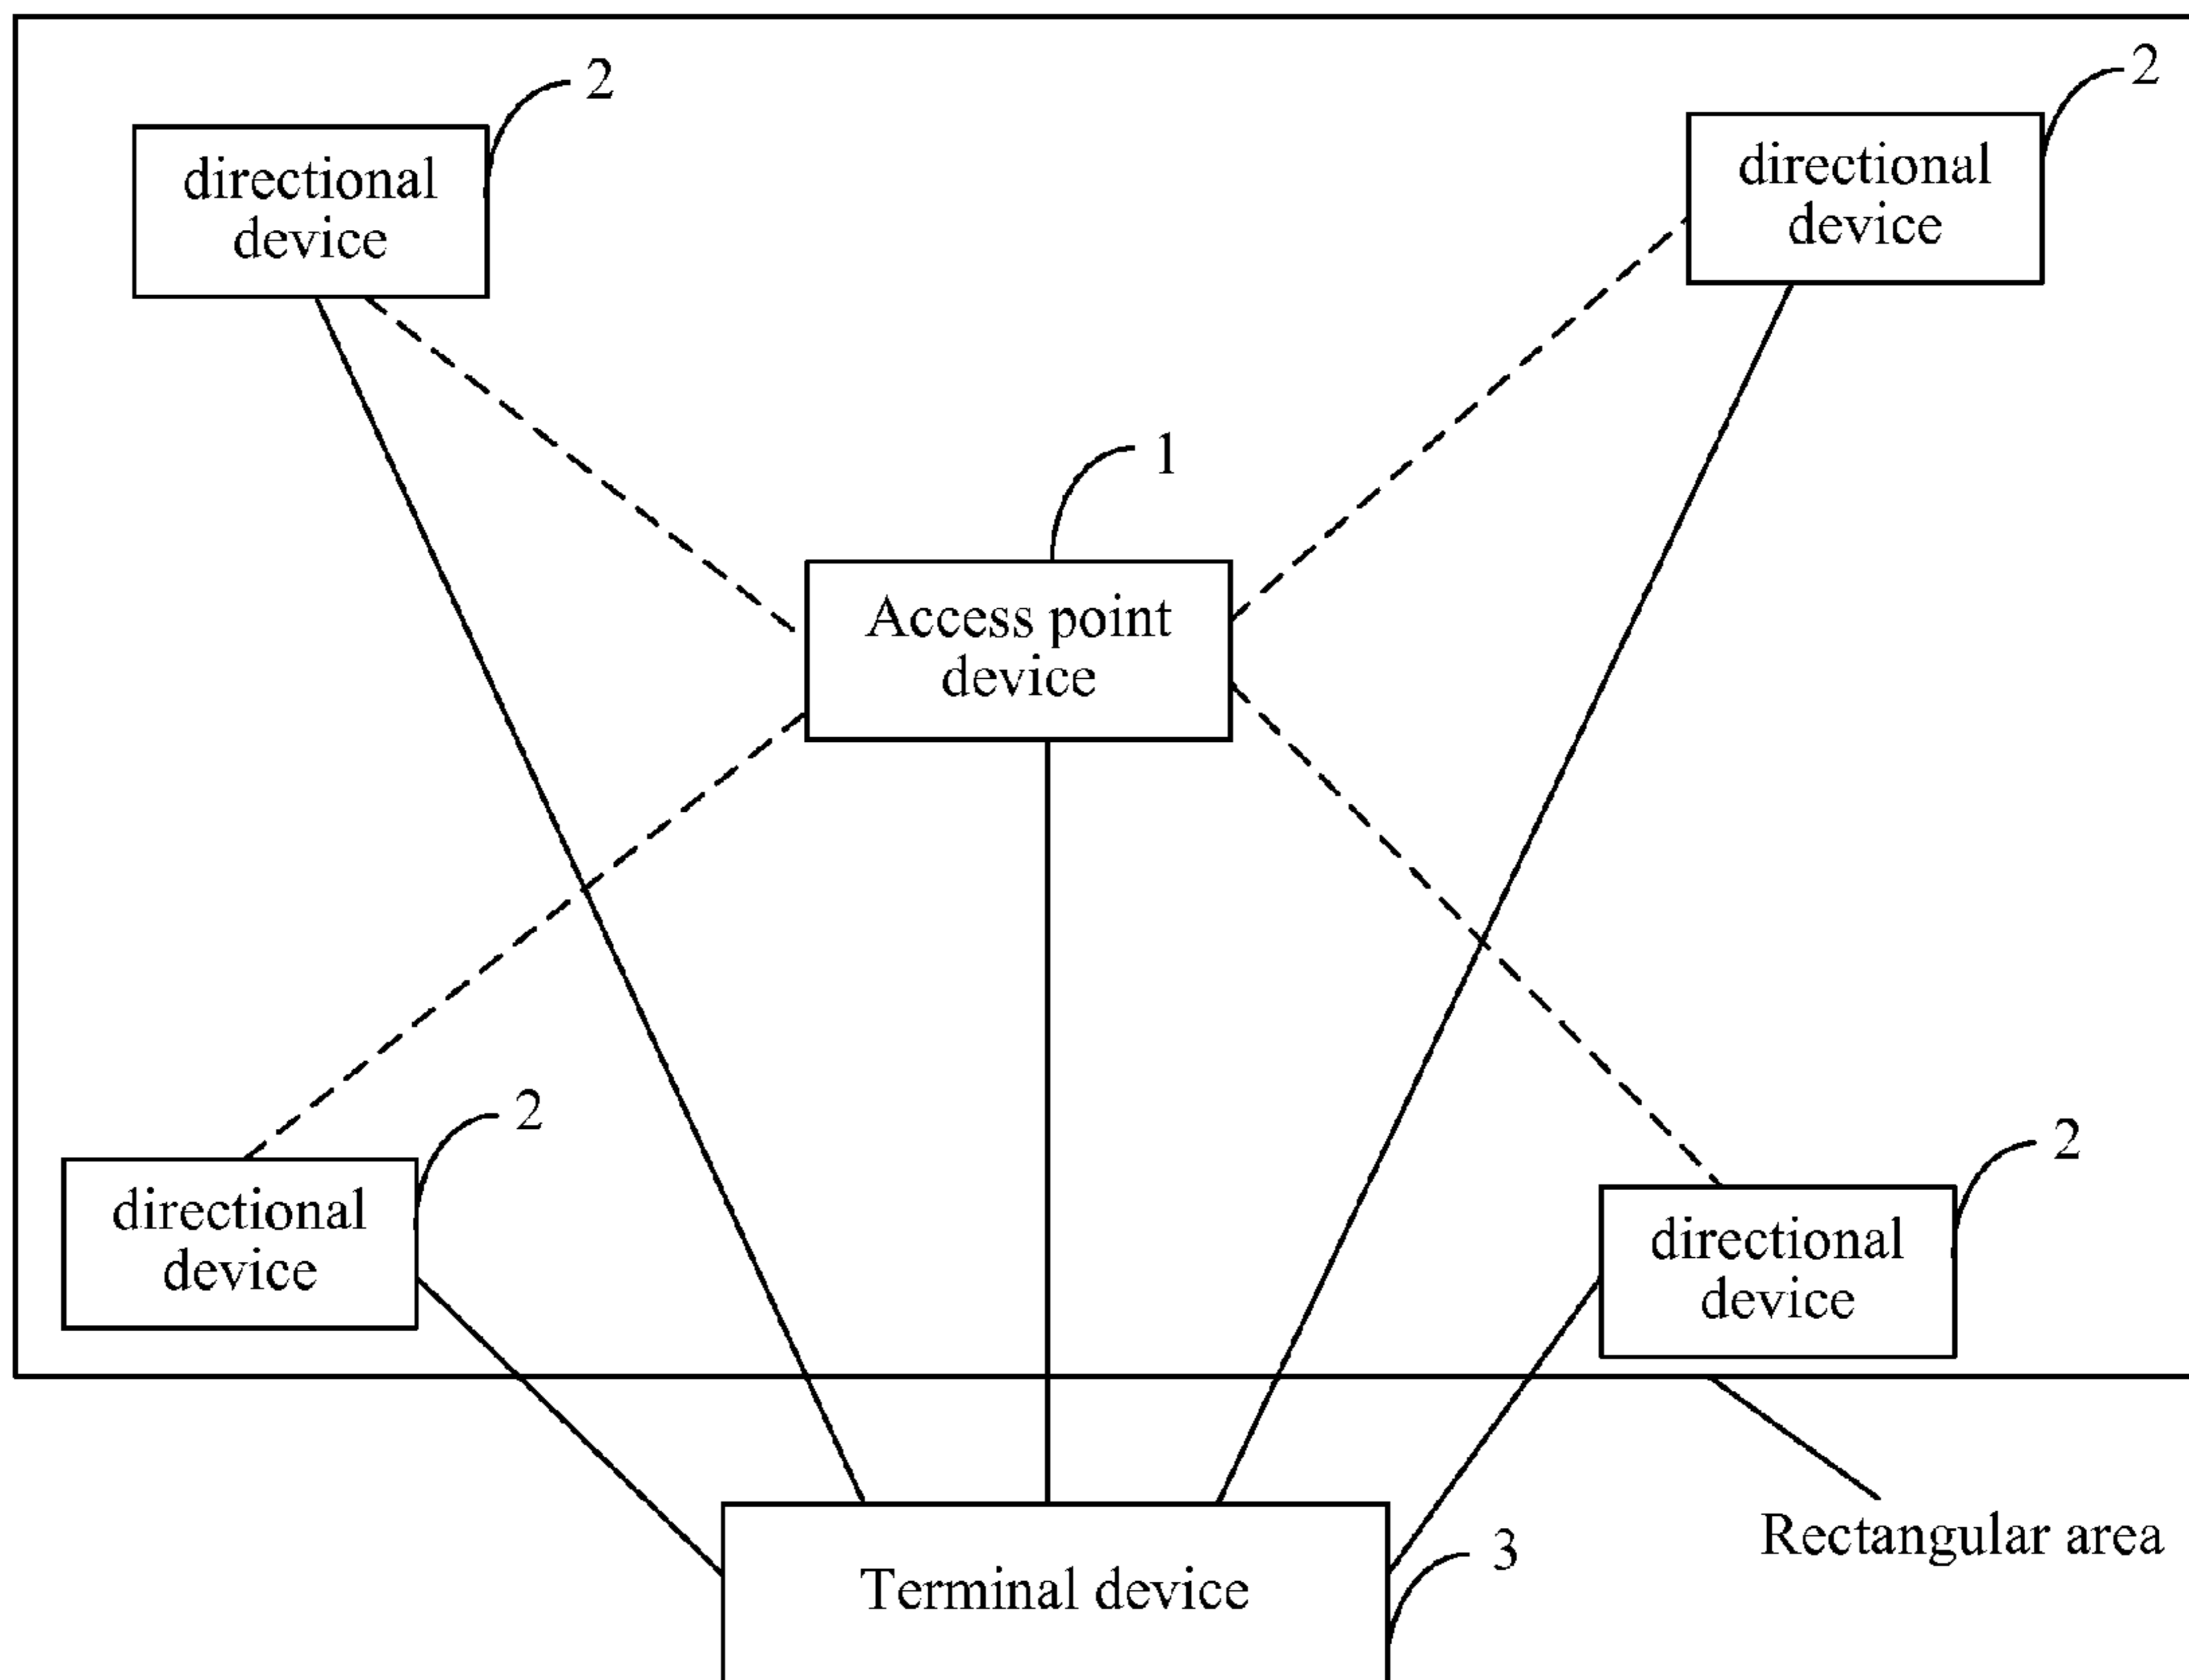 2
2
directional
device
directional
device
1
Access point
device
2
2
directional
device
directional
device
3
Rectangular area
Terminal device